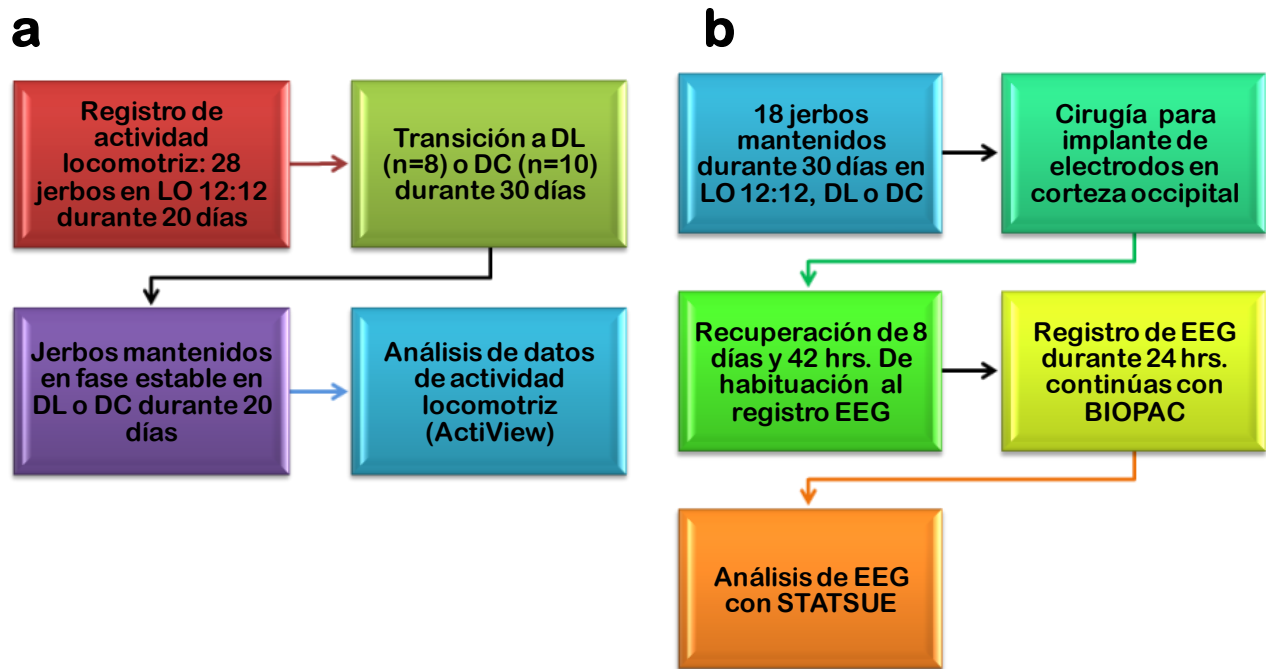 a
Registro de
actividad
locomotriz: 28
jerbos en LO 12:12
durante 20 días
Transición a DL
(n=8) o DC (n=10)
durante 30 días
Jerbos mantenidos
en fase estable en
DL o DC durante 20
días
Análisis de datos
de actividad
locomotriz
(ActiView)
b
18 jerbos
mantenidos
durante 30 días en
LO 12:12, DL o DC
Cirugía para
implante de
electrodos en
corteza occipital
Recuperación de 8
días y 42 hrs. De
habituación al
registro EEG
Registro de EEG
durante 24 hrs.
continúas con
BIOPAC
Análisis de EEG
con STATSUE